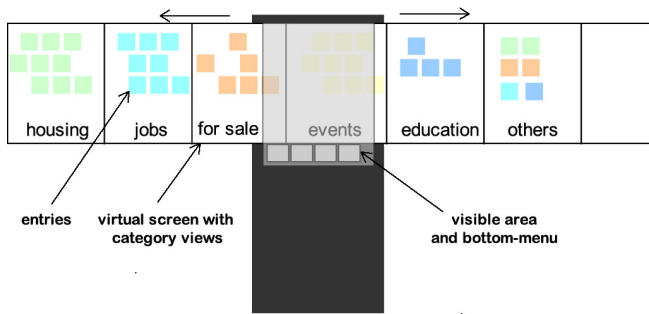 housing jobs for sale events education others
entries
virtual screen with
category views
visible area
and bottom-menu